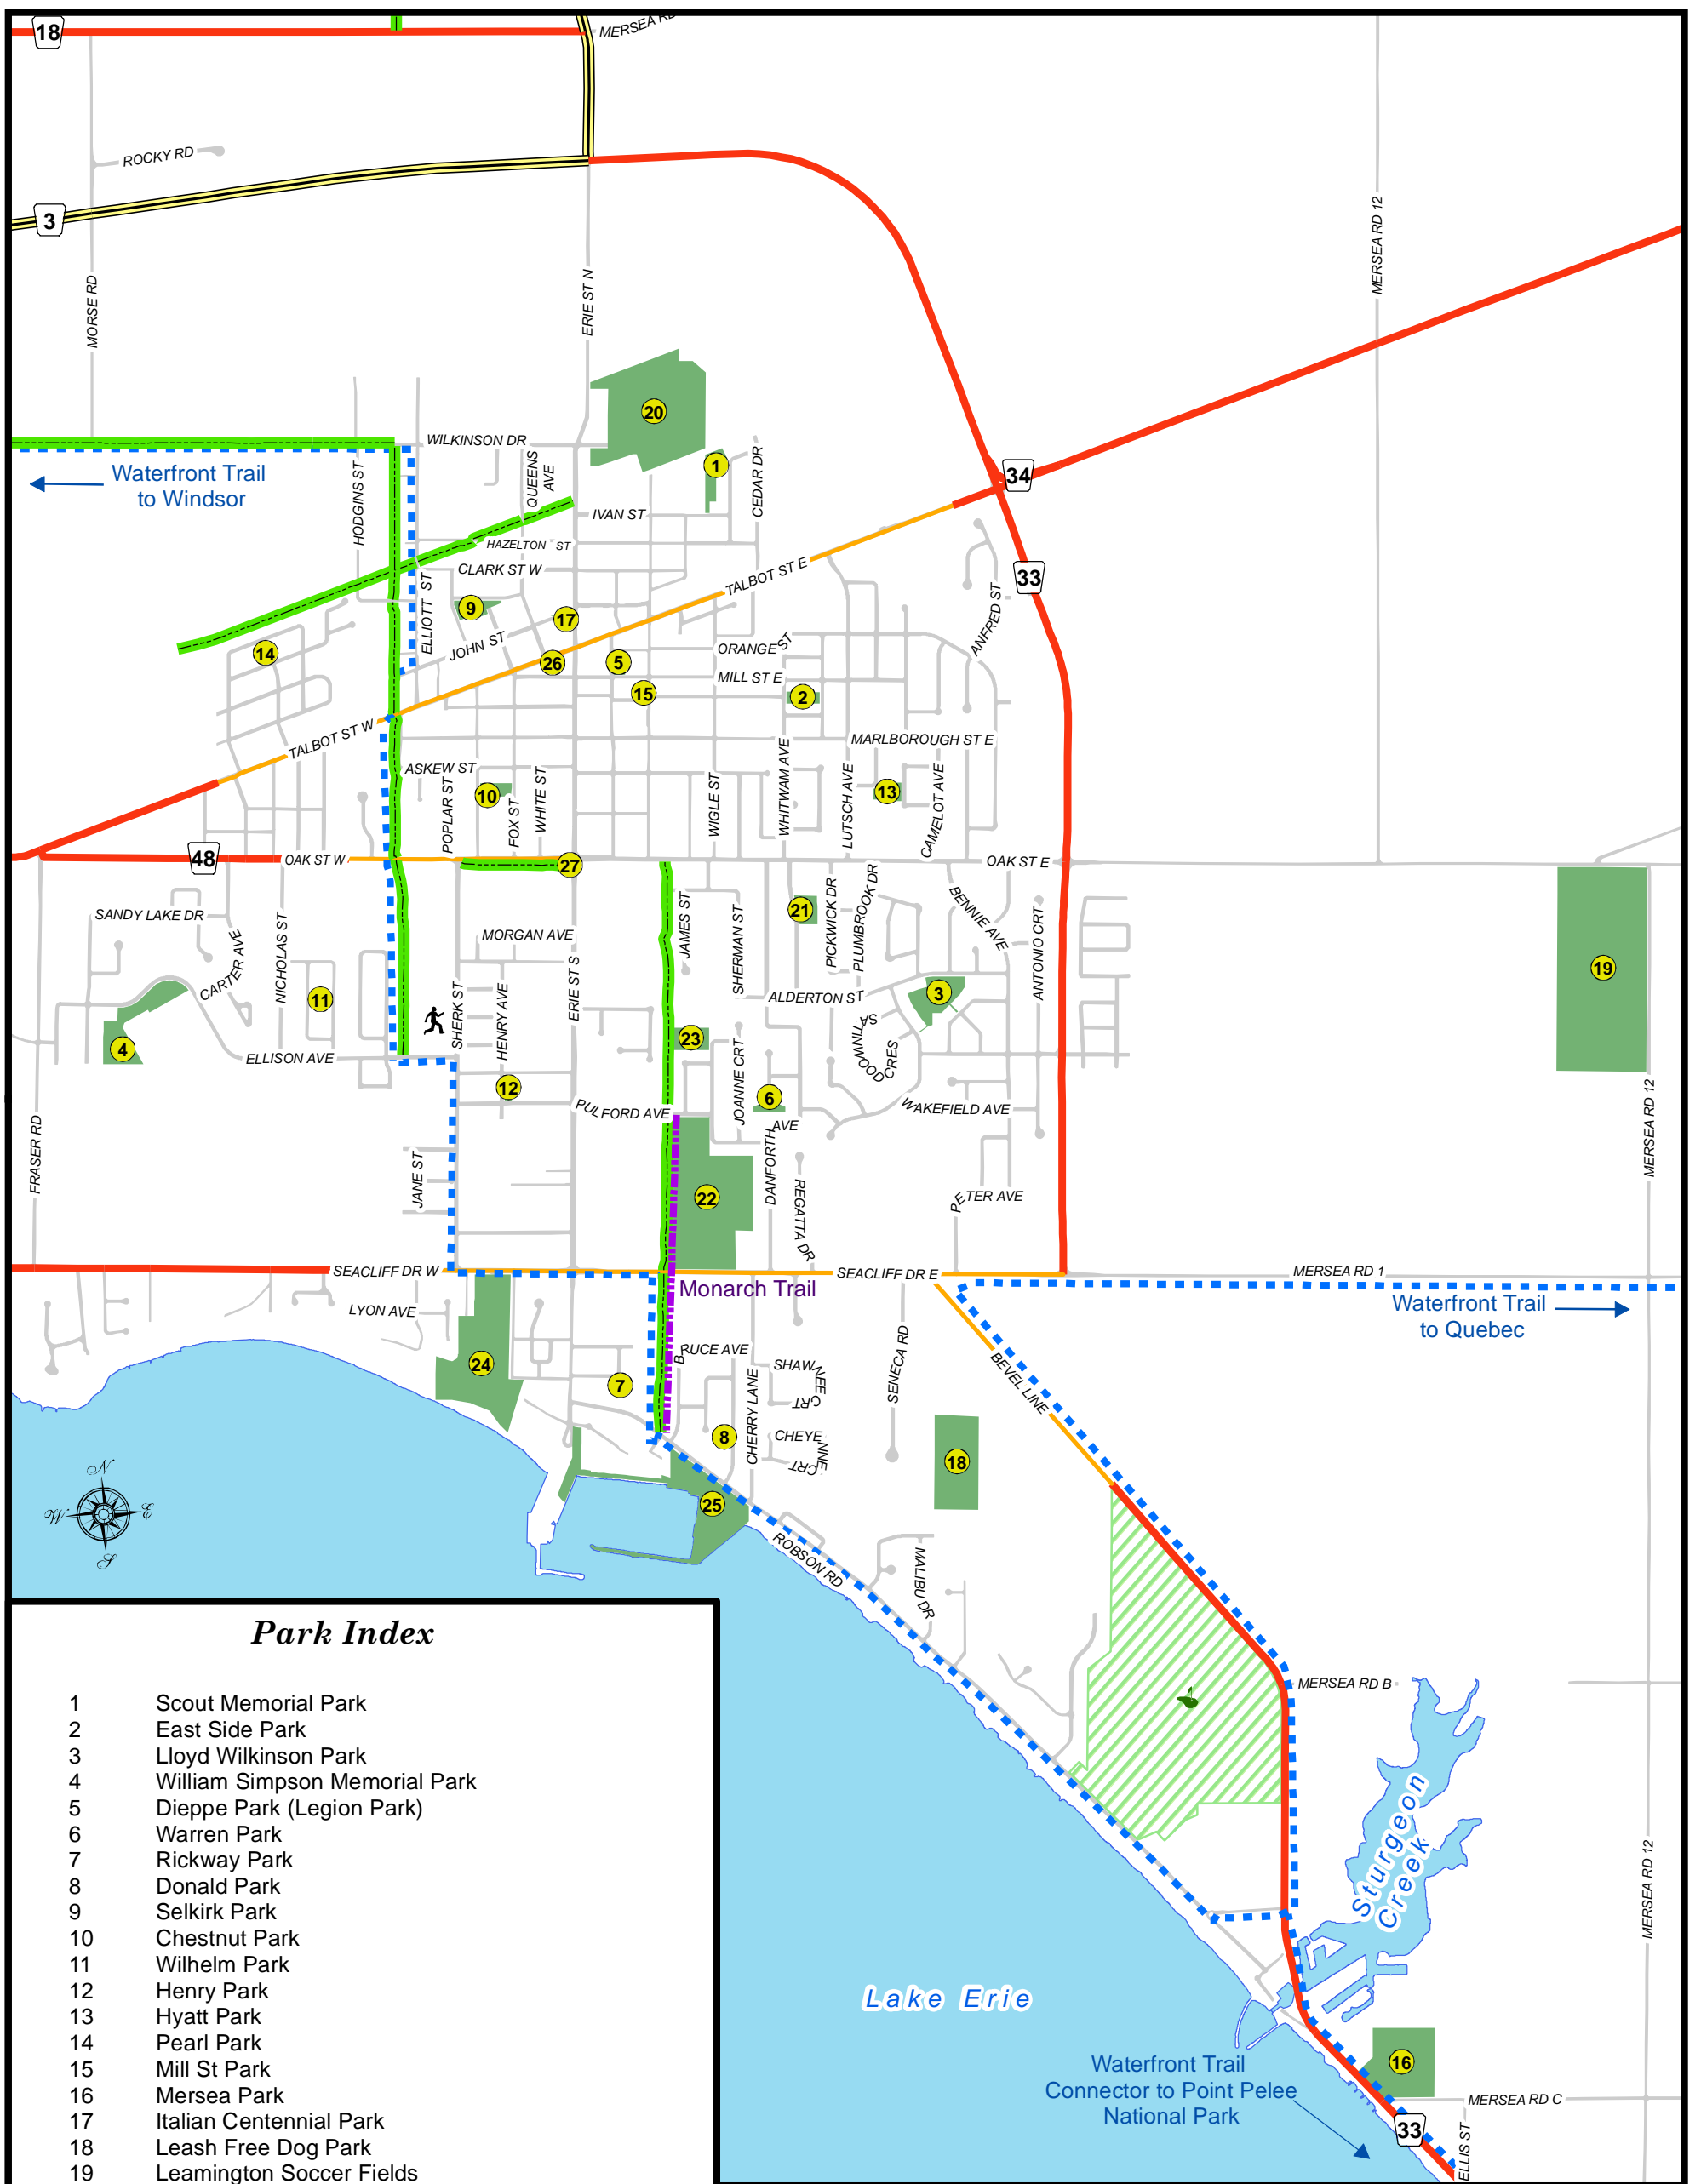 18
MERSEA
ROCKY RD
3
MORSE RD
ERIE ST N
MERSEA RD 12
20
WILKINSON DR
1
Waterfront Trail
to Windsor
HODGINS ST
QUEENS
AVE
CEDAR DR
34
IVAN ST
HAZELTON ST
CLARK ST W
TALBOT ST E
33
ELLIOTT ST
9
17
ANFRED ST
JOHN ST
14
26
5
ORANGE ST
MILL ST E
15
2
TALBOT ST W
MARLBOROUGH ST E
ASKEW ST
10
POPLAR ST
FOX ST
WHITE ST
WIGLE ST
WHITWAM AVE
LUTSCH AVE
13
CAMELOT AVE
48
OAK ST W
27
OAK ST E
SANDY LAKE DR
CARTER AVE
NICHOLAS ST
MORGAN AVE
JAMES ST
SHERMAN ST
21
PICKWICK DR
PLUMBROOK DR
BENNIE AVE
ANTONIO CRT
19
11
SHERK ST
HENRY AVE
ERIE ST S
ALDERTON ST
3
SATINWOOD
CRES
4
ELLISON AVE
23
JOANNE CRT
12
6
PULFORD AVE
WAKEFIELD AVE
AVE
DANFORTH
MERSEA RD 12
FRASER RD
JANE ST
22
REGATTA DR
PETER AVE
SEACLIFF DR W
SEACLIFF DR E
MERSEA RD 1
Monarch Trail
Waterfront Trail
to Quebec
LYON AVE
24
7
BRUCE AVE
SHAWNEE CRT
CHERRY LANE
SENECA RD
BEVEL LINE
8
CHEYENNE CRT
18
N
W
E
S
25
ROBSON RD
MALIBU DR
MERSEA RD B
Sturgeon
Creek
MERSEA RD 12
Lake Erie
Waterfront Trail
Connector to Point Pelee
National Park
16
MERSEA RD C
33
ELLIS ST
Park Index
1 Scout Memorial Park
2 East Side Park
3 Lloyd Wilkinson Park
4 William Simpson Memorial Park
5 Dieppe Park (Legion Park)
6 Warren Park
7 Rickway Park
8 Donald Park
9 Selkirk Park
10 Chestnut Park
11 Wilhelm Park
12 Henry Park
13 Hyatt Park
14 Pearl Park
15 Mill St Park
16 Mersea Park
17 Italian Centennial Park
18 Leash Free Dog Park
19 Leamington Soccer Fields